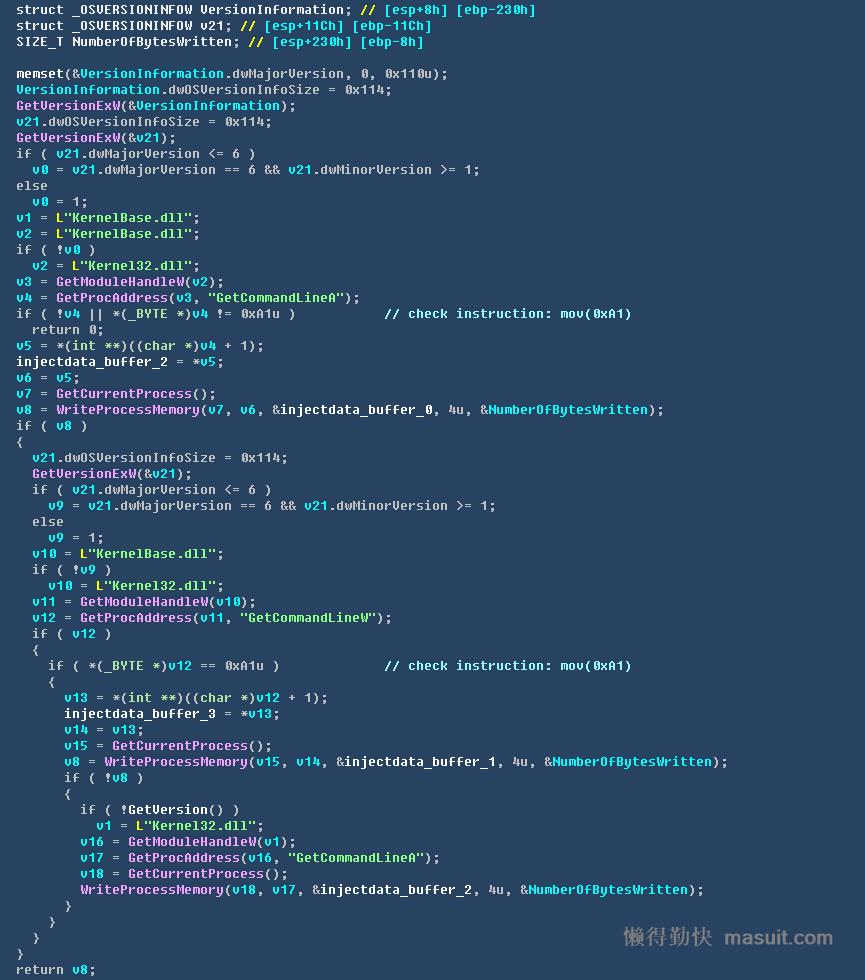 struct _OSVERSIONINFOW VersionInformation; // [esp+8h] [ebp-230h]
struct _OSVERSIONINFOW v21; // [esp+11Ch] [ebp-11Ch]
SIZE_T NumberOfBytesWritten; // [esp+230h] [ebp-8h]

memset(&VersionInformation.dwMajorVersion, 0, 0x110u);
VersionInformation.dwOSVersionInfoSize = 0x114;
GetVersionExW(&VersionInformation);
v21.dwOSVersionInfoSize = 0x114;
GetVersionExW(&v21);
if ( v21.dwMajorVersion <= 6 )
  v0 = v21.dwMajorVersion == 6 && v21.dwMinorVersion >= 1;
else
  v0 = 1;
v1 = L"KernelBase.dll";
v2 = L"KernelBase.dll";
if ( !v0 )
  v2 = L"Kernel32.dll";
v3 = GetModuleHandleW(v2);
v4 = GetProcAddress(v3, "GetCommandLineA");
if ( !v4 || *(_BYTE *)v4 != 0xA1u )           // check instruction: mov(0xA1)
  return 0;
v5 = *(int **)((char *)v4 + 1);
injectdata_buffer_2 = *v5;
v6 = v5;
v7 = GetCurrentProcess();
v8 = WriteProcessMemory(v7, v6, &injectdata_buffer_0, 4u, &NumberOfBytesWritten);
if ( v8 )
{
  v21.dwOSVersionInfoSize = 0x114;
  GetVersionExW(&v21);
  if ( v21.dwMajorVersion <= 6 )
    v9 = v21.dwMajorVersion == 6 && v21.dwMinorVersion >= 1;
  else
    v9 = 1;
  v10 = L"KernelBase.dll";
  if ( !v9 )
    v10 = L"Kernel32.dll";
  v11 = GetModuleHandleW(v10);
  v12 = GetProcAddress(v11, "GetCommandLineW");
  if ( v12 )
  {
    if ( *(_BYTE *)v12 == 0xA1u )             // check instruction: mov(0xA1)
    {
      v13 = *(int **)((char *)v12 + 1);
      injectdata_buffer_3 = *v13;
      v14 = v13;
      v15 = GetCurrentProcess();
      v8 = WriteProcessMemory(v15, v14, &injectdata_buffer_1, 4u, &NumberOfBytesWritten);
      if ( !v8 )
      {
        if ( !GetVersion() )
          v1 = L"Kernel32.dll";
        v16 = GetModuleHandleW(v1);
        v17 = GetProcAddress(v16, "GetCommandLineA");
        v18 = GetCurrentProcess();
        WriteProcessMemory(v18, v17, &injectdata_buffer_2, 4u, &NumberOfBytesWritten);
      }
    }
  }
}
return v8;
懒得勤快 masuit.com